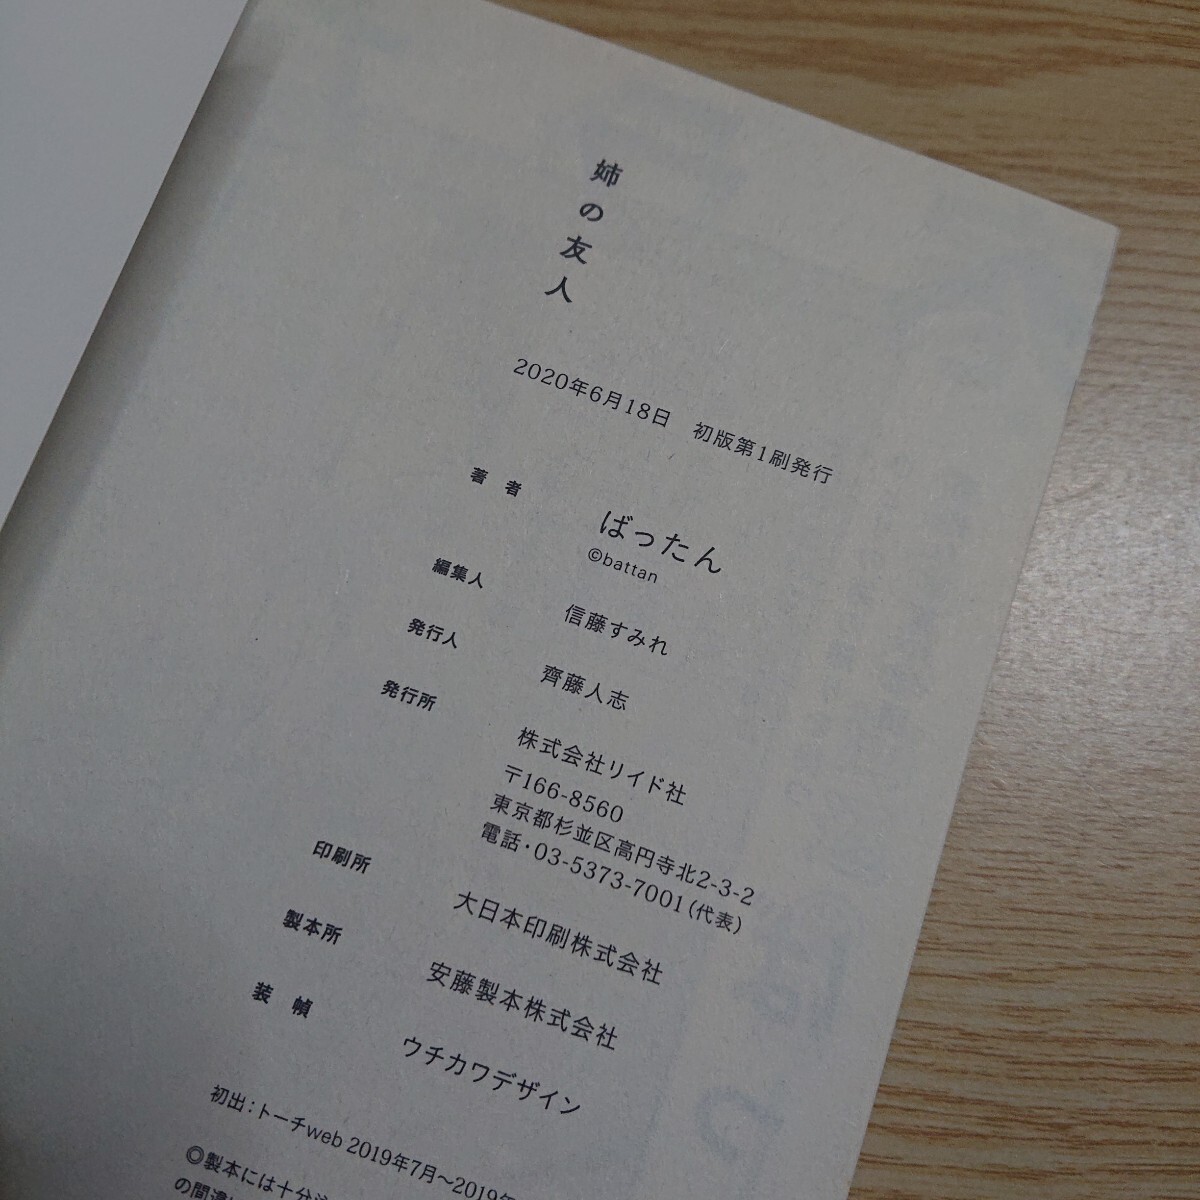 姉の友人
2020年6月18日　初版第1刷発行
著者　ばったん
©battan
編集人　信藤すみれ
発行人　齊藤人志
発行所　株式会社リイド社
〒166-8560
東京都杉並区高円寺北2-3-2
電話・03-5373-7001（代表）
印刷所　大日本印刷株式会社
製本所　安藤製本株式会社
装幀　ウチカワデザイン
初出：トーチweb 2019年7月〜2019年
◎製本には十分注
の間違い